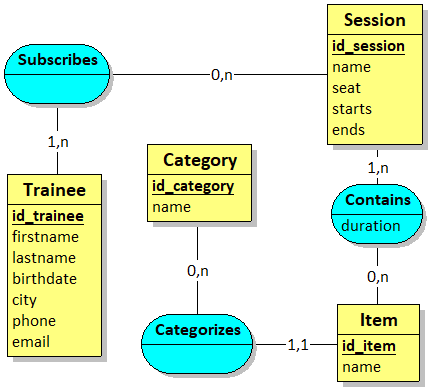 Session
id_session
name
seat
starts
ends
Subscribes
0,n
1,n
Trainee
id_trainee
firstname
lastname
birthdate
city
phone
email
Category
id_category
name
0,n
Categorizes
1,1
1,n
Contains
duration
0,n
Item
id_item
name